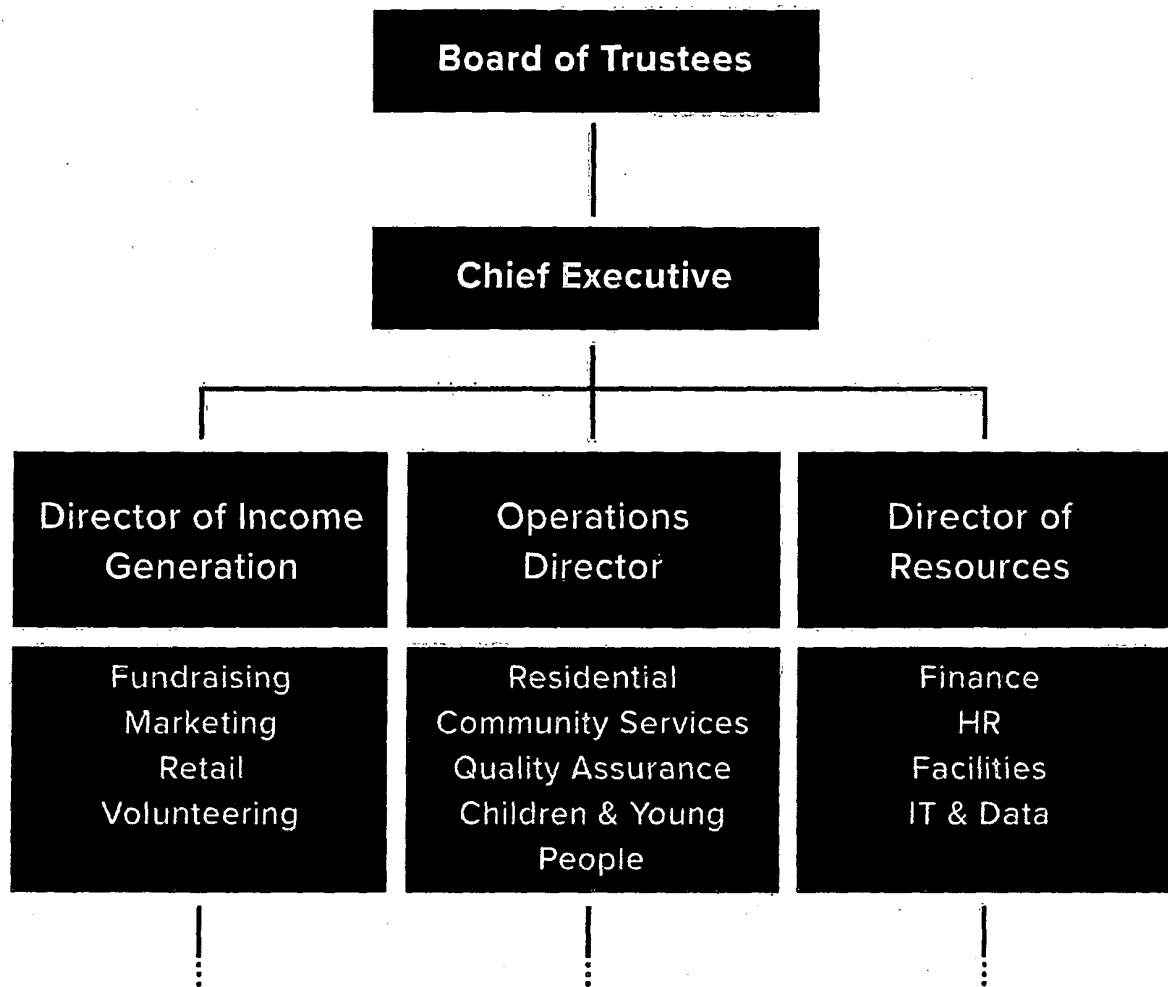 Board of Trustees
Chief Executive
Director of Income
Generation
Operations
Director
Director of
Resources
Fundraising
Marketing
Retail
Volunteering
Residential
Community Services
Quality Assurance
Children & Young
People
Finance
HR
Facilities
IT & Data